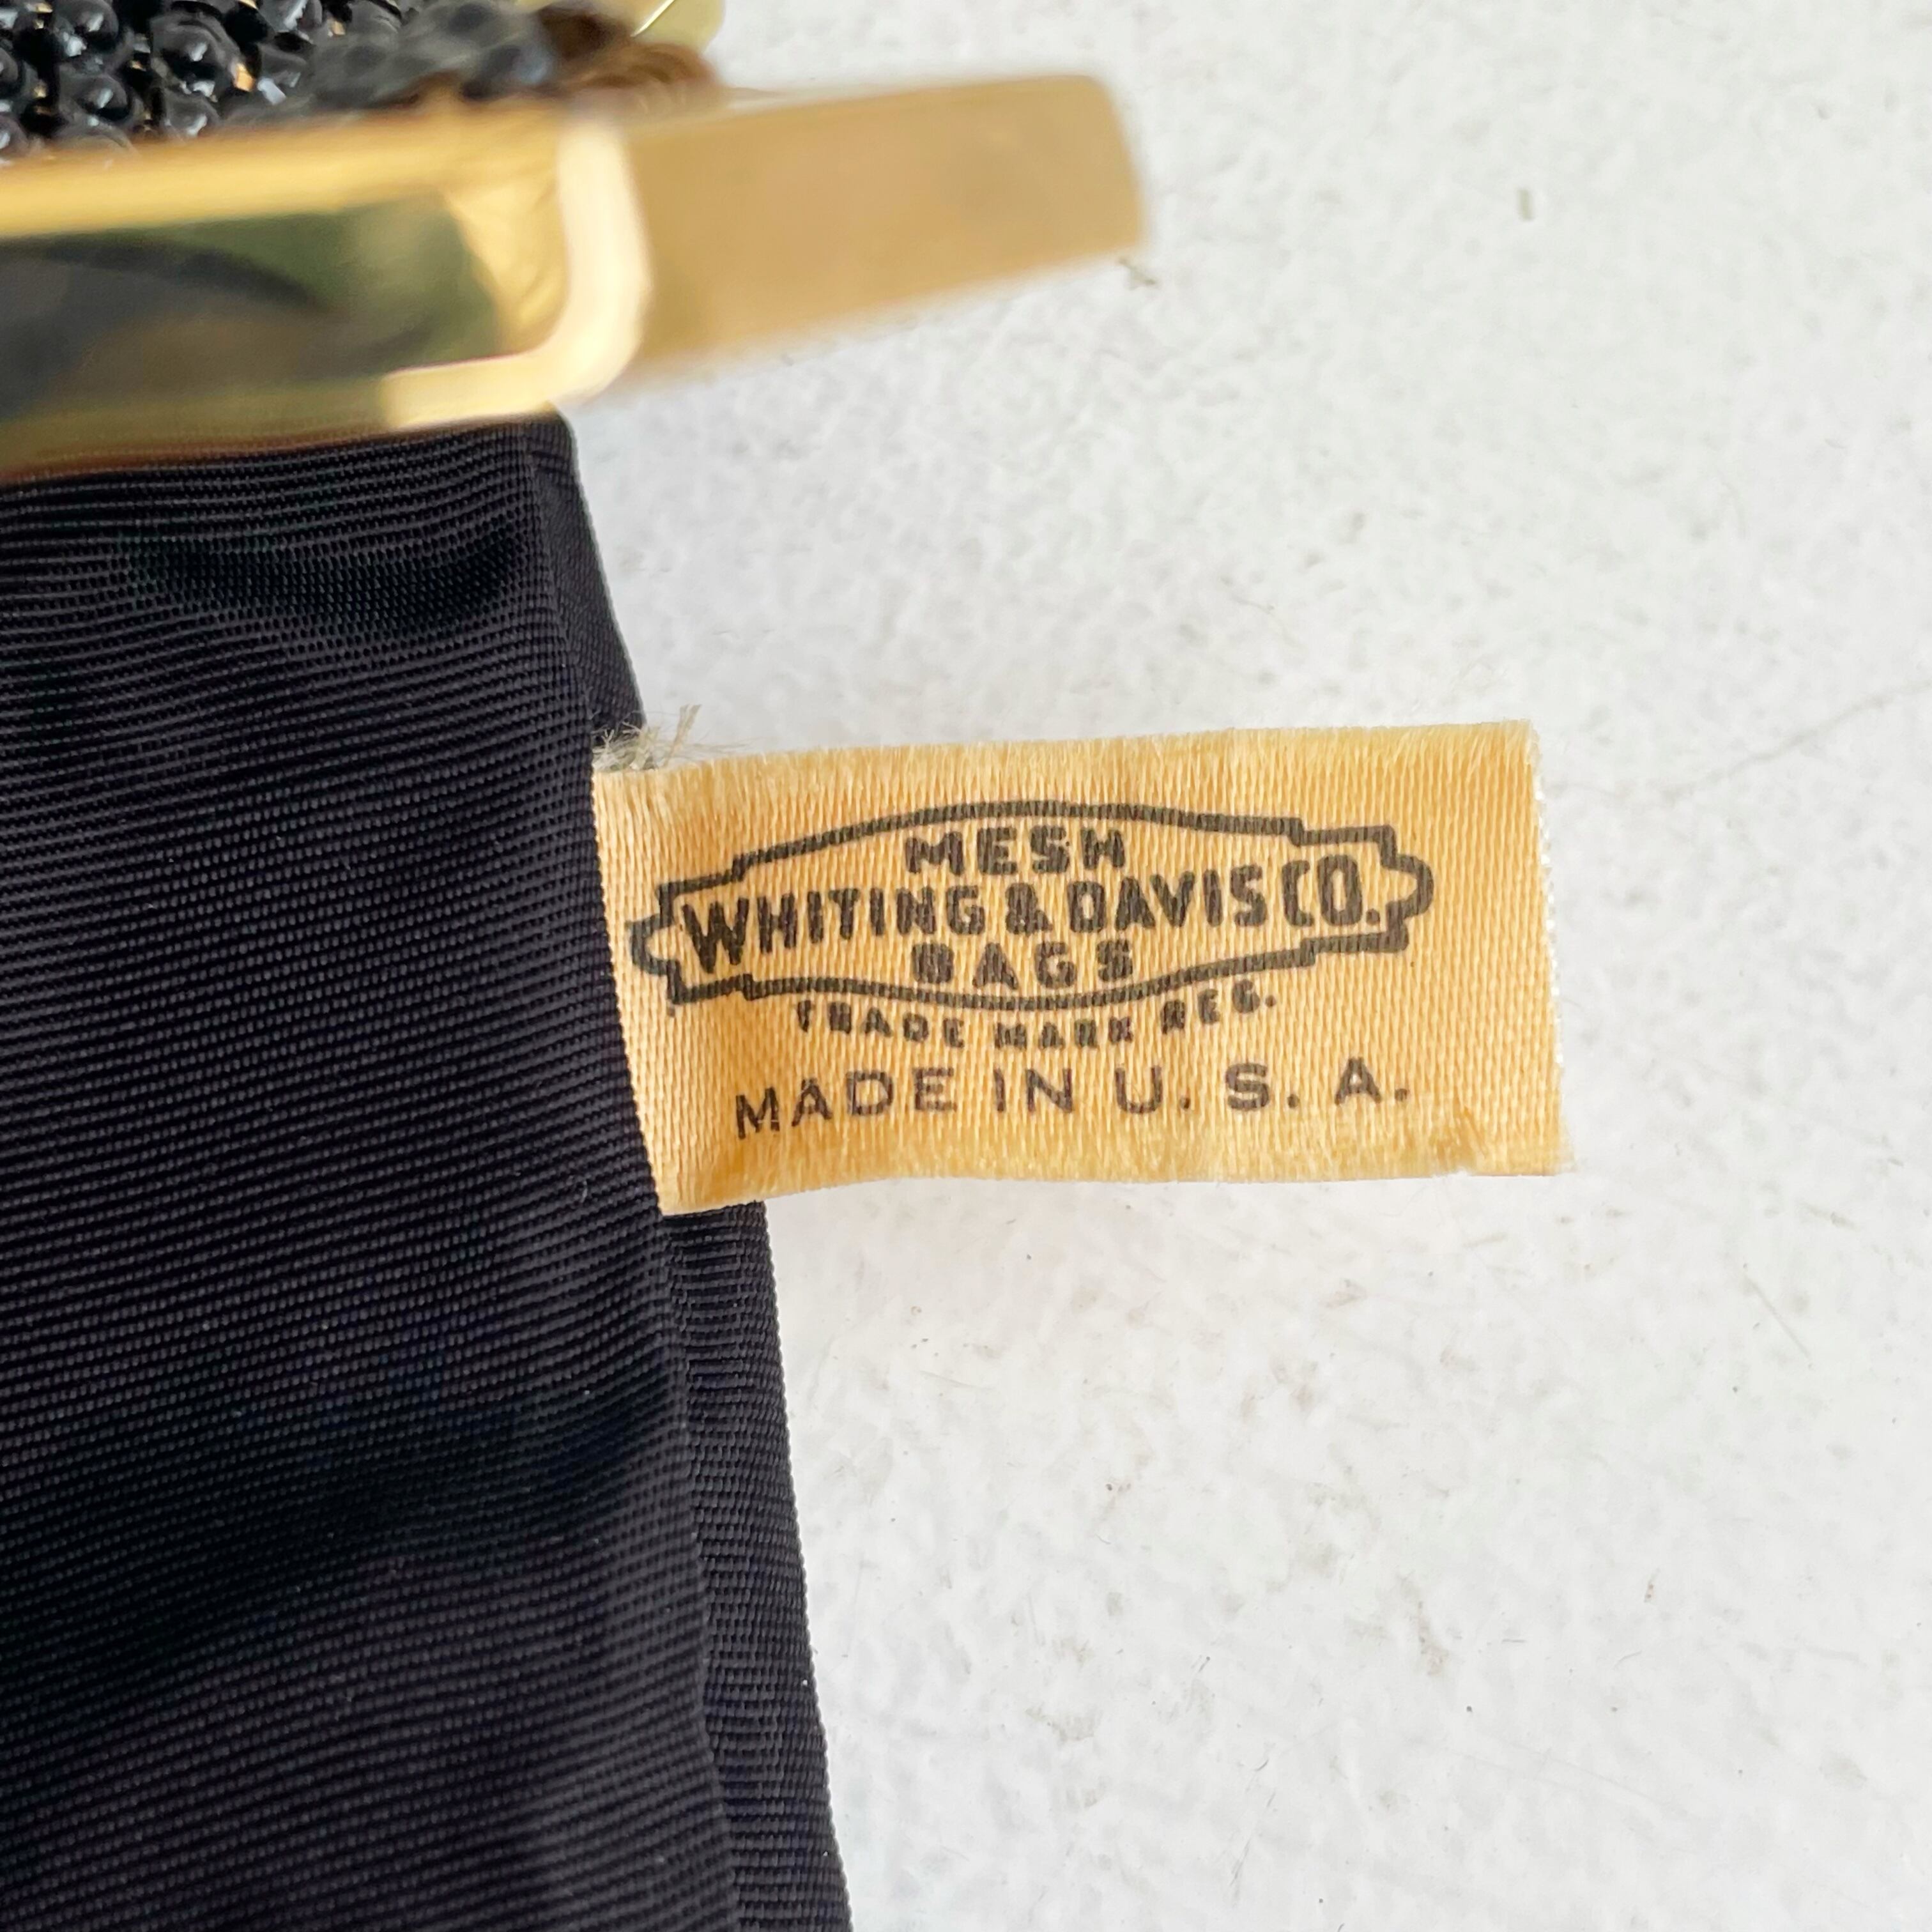 MESH
WHITING & DAVIS CO.
BAGS
TRADE MARK REG.
MADE IN U. S. A.